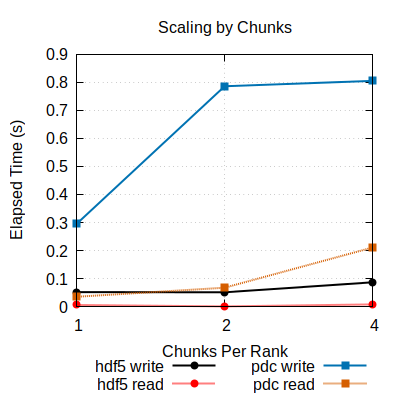 Scaling by Chunks
Elapsed Time (s)
0.9
0.8
0.7
0.6
0.5
0.4
0.3
0.2
0.1
0
1 2 4
Chunks Per Rank
hdf5 write pdc write
hdf5 read pdc read